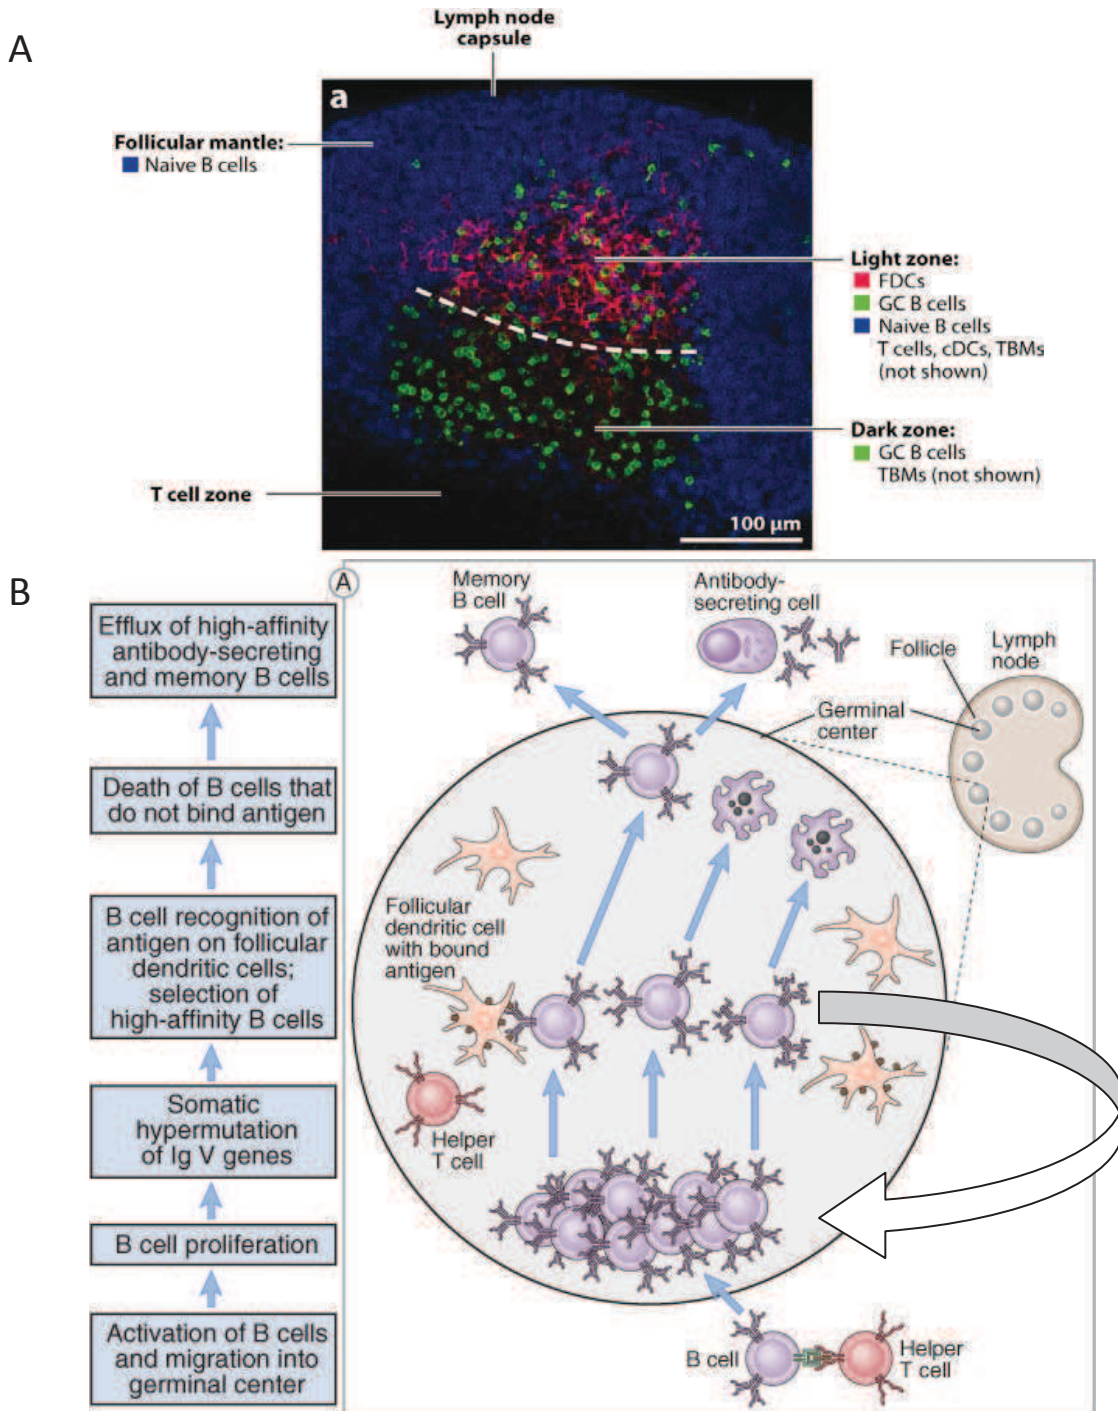 A
Lymph node
capsule
a
Follicular mantle:
Naive B cells
Light zone:
FDCs
GC B cells
Naive B cells
T cells, cDCs, TBMs
(not shown)
Dark zone:
GC B cells
TBMs (not shown)
T cell zone
100 µm
B
Efflux of high-affinity
antibody-secreting
and memory B cells
Death of B cells that
do not bind antigen
B cell recognition of
antigen on follicular
dendritic cells;
selection of
high-affinity B cells
Somatic
hypermutation
of Ig V genes
B cell proliferation
Activation of B cells
and migration into
germinal center
A
Memory
B cell
Antibody-
secreting cell
Follicle
Lymph
node
Germinal
center
Follicular
dendritic cell
with bound
antigen
Helper
T cell
B cell
Helper
T cell